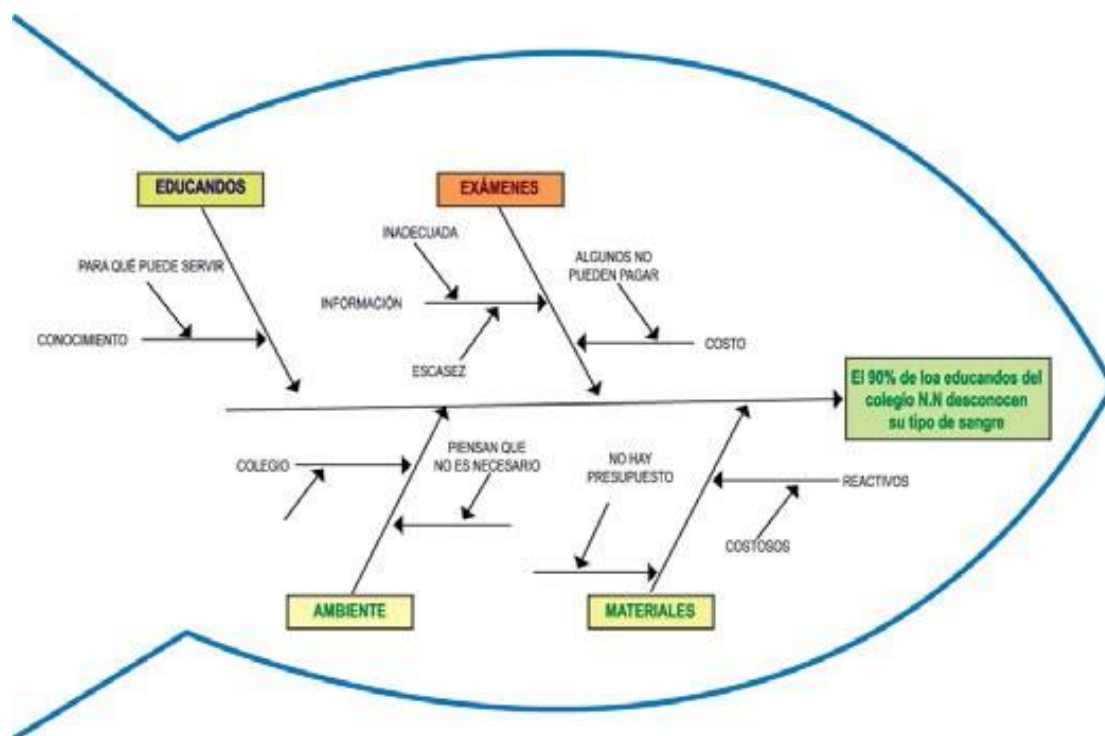 EDUCANDOS
EXÁMENES
INADECUADA
ALGUNOS NO
PUEDEN PAGAR
PARA QUÉ PUEDE SERVIR
INFORMACIÓN
CONOCIMIENTO
COSTO
ESCASEZ
El 90% de loa educandos del
colegio N.N desconocen
su tipo de sangre
PIENSAN QUE
NO ES NECESARIO
COLEGIO
NO HAY
PRESUPUESTO
REACTIVOS
COSTOSOS
AMBIENTE
MATERIALES